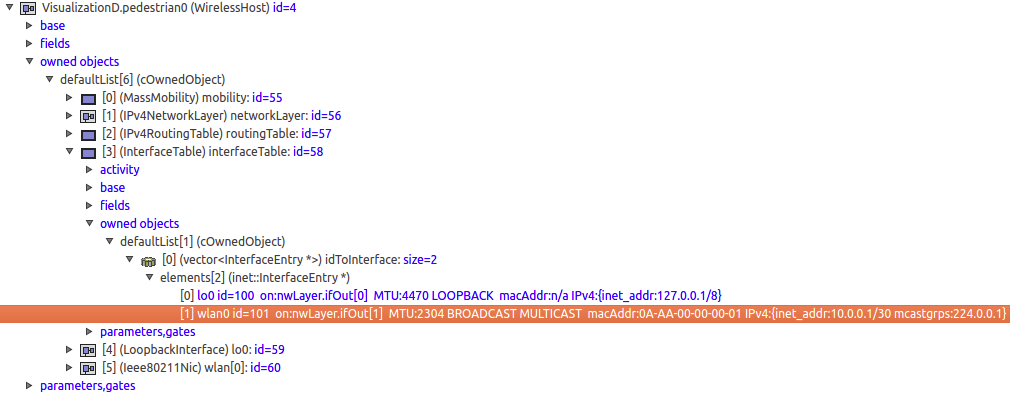 VisualizationD.pedestrian0 (WirelessHost) id=4
base
fields
owned objects
defaultList[6] (cOwnedObject)
[0] (MassMobility) mobility: id=55
[1] (IPv4NetworkLayer) networkLayer: id=56
[2] (IPv4RoutingTable) routingTable: id=57
[3] (InterfaceTable) interfaceTable: id=58
activity
base
fields
owned objects
defaultList[1] (cOwnedObject)
[0] (vector<InterfaceEntry *>) idToInterface: size=2
elements[2] (inet::InterfaceEntry *)
[0] lo0 id=100  on:nwLayer.ifOut[0]  MTU:4470 LOOPBACK  macAddr:n/a IPv4:{inet_addr:127.0.0.1/8}
[1] wlan0 id=101  on:nwLayer.ifOut[1]  MTU:2304 BROADCAST MULTICAST  macAddr:0A-AA-00-00-00-01 IPv4:{inet_addr:10.0.0.1/30 mcastgrps:224.0.0.1}
parameters,gates
[4] (LoopbackInterface) lo0: id=59
[5] (Ieee80211Nic) wlan[0]: id=60
parameters,gates